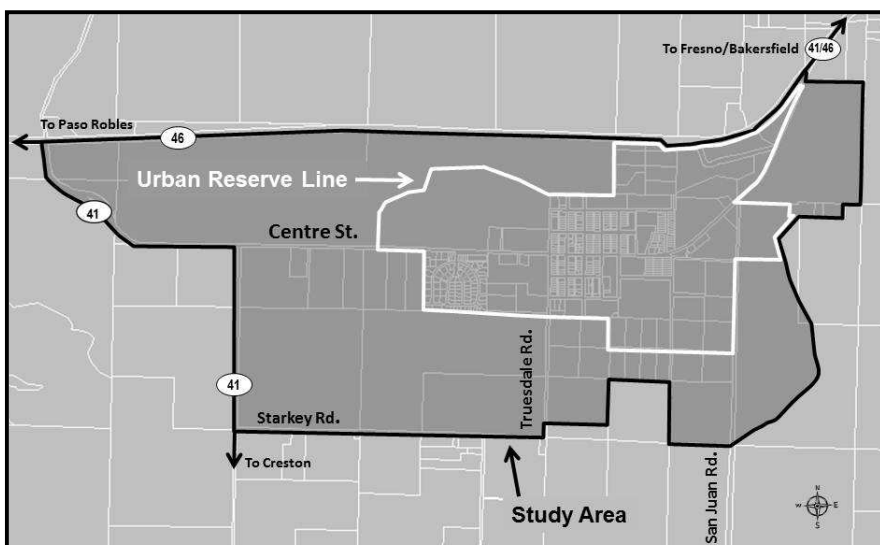 To Fresno/Bakersfield
41/46
To Paso Robles
46
Urban Reserve Line
41
Centre St.
Truesdale Rd.
41
Starkey Rd.
To Creston
Study Area
San Juan Rd.
N
W
E
S